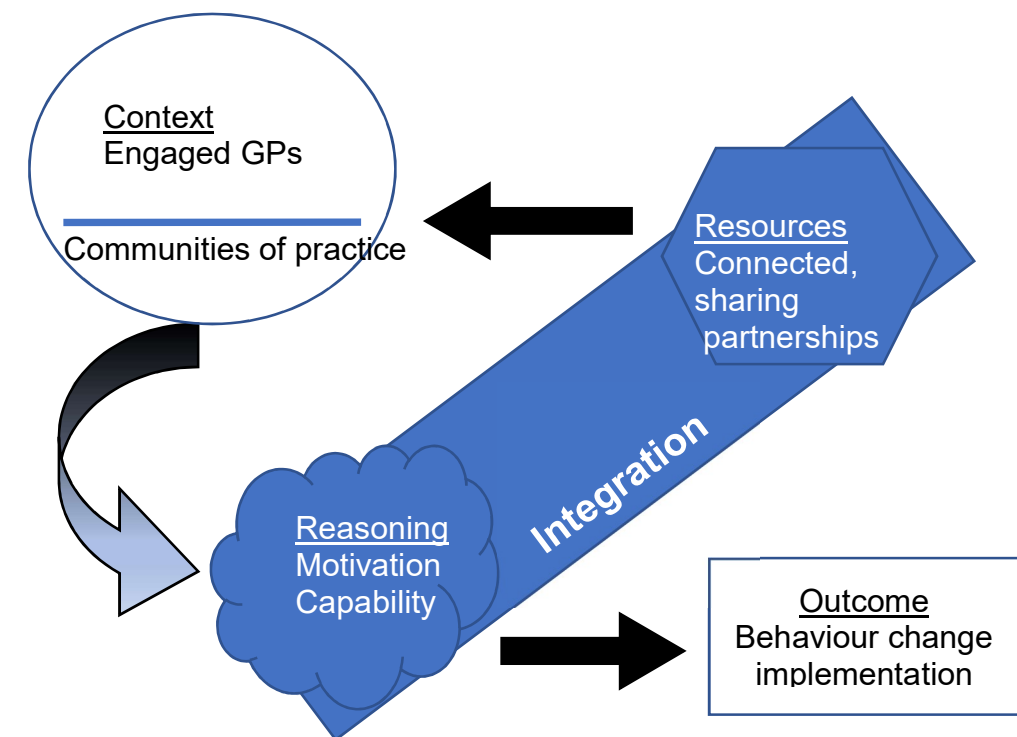 Context
Engaged GPs
Communities of practice
Resources
Connected,
sharing
partnerships
Integration
Reasoning
Motivation
Capability
Outcome
Behaviour change
implementation